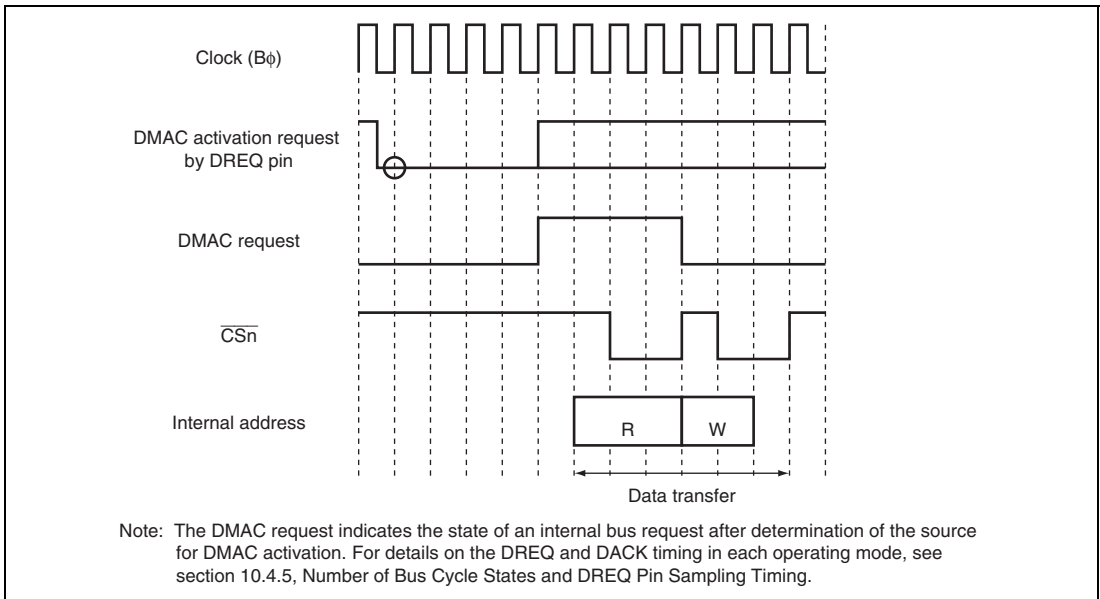 Clock (Bφ)
DMAC activation request
by DREQ pin
DMAC request
CSn
Internal address
R
W
Data transfer
Note: The DMAC request indicates the state of an internal bus request after determination of the source
for DMAC activation. For details on the DREQ and DACK timing in each operating mode, see
section 10.4.5, Number of Bus Cycle States and DREQ Pin Sampling Timing.